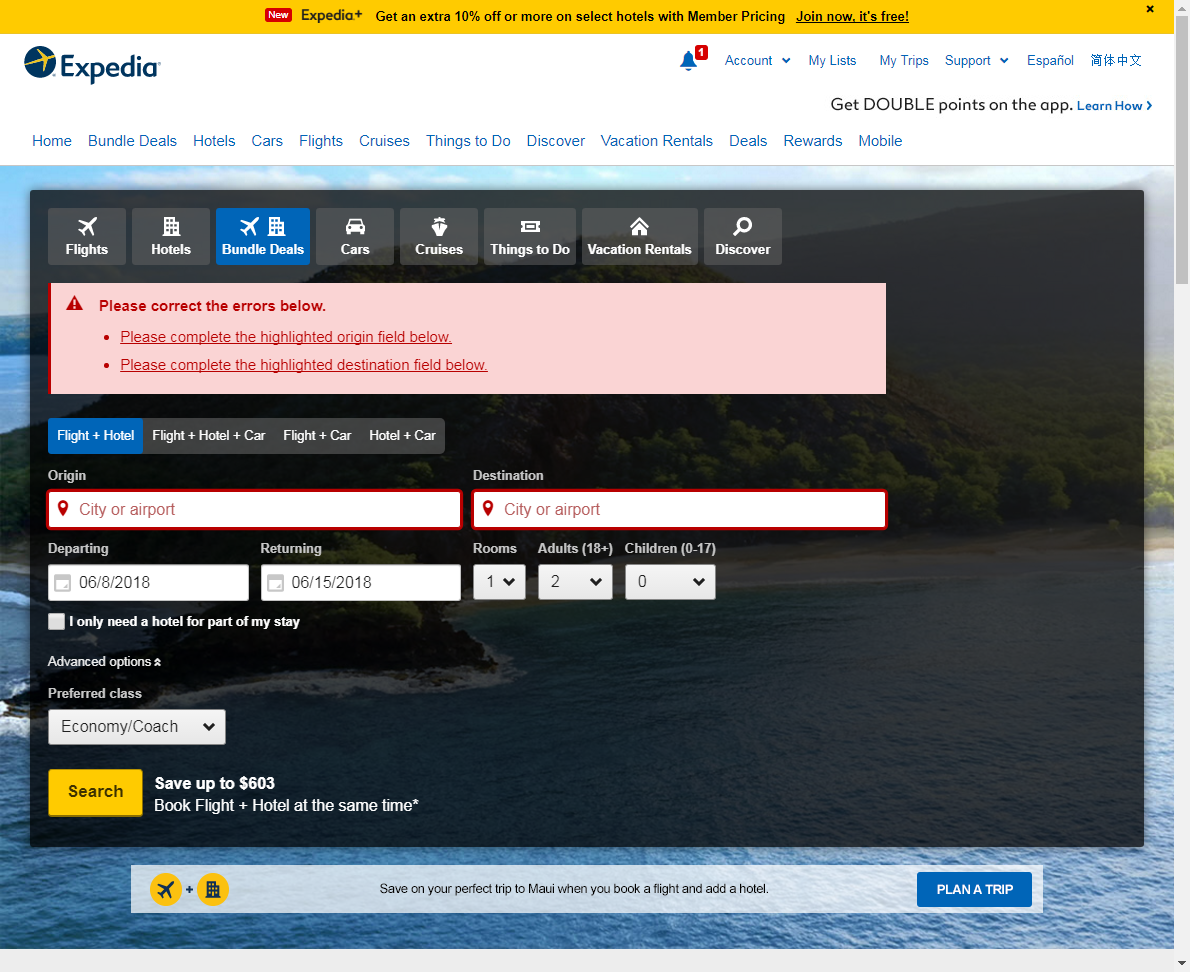 New Expedia+ Get an extra 10% off or more on select hotels with Member Pricing Join now, it's free!
Expedia
1
Account My Lists My Trips Support Español 简体中文
Get DOUBLE points on the app. Learn How
Home Bundle Deals Hotels Cars Flights Cruises Things to Do Discover Vacation Rentals Deals Rewards Mobile
Flights Hotels Bundle Deals Cars Cruises Things to Do Vacation Rentals Discover
Please correct the errors below.
• Please complete the highlighted origin field below.
• Please complete the highlighted destination field below.
Flight + Hotel Flight + Hotel + Car Flight + Car Hotel + Car
Origin Destination
City or airport City or airport
Departing Returning Rooms Adults (18+) Children (0-17)
06/8/2018 06/15/2018 1 2 0
I only need a hotel for part of my stay
Advanced options
Preferred class
Economy/Coach
Search
Save up to $603
Book Flight + Hotel at the same time*
+ Save on your perfect trip to Maui when you book a flight and add a hotel. PLAN A TRIP